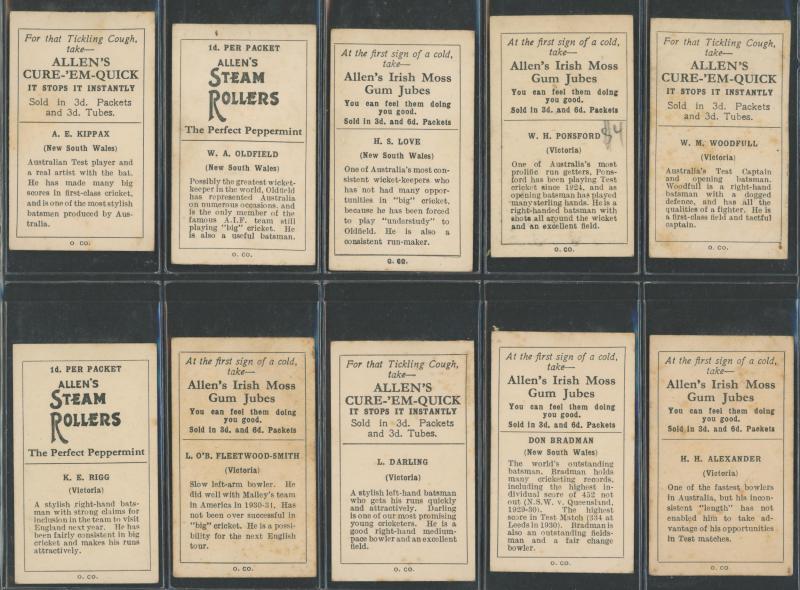 For that Tickling Cough,
take—
ALLEN'S
CURE-'EM-QUICK
IT STOPS IT INSTANTLY
Sold in 3d. Packets
and 3d. Tubes.
A. E. KIPPAX
(New South Wales)
Australian Test player and
a real artist with the bat.
He has made many big
scores in first-class cricket,
and is one of the most stylish
batsmen produced by Aus-
tralia.
O. CO.
1d. PER PACKET
ALLEN'S
STEAM
ROLLERS
The Perfect Peppermint
W. A. OLDFIELD
(New South Wales)
Possibly the greatest wicket-
keeper in the world, Oldfield
has represented Australia
on numerous occasions, and
is the only member of the
famous A.I.F. team still
playing "big" cricket. He
is also a useful batsman.
O. CO.
At the first sign of a cold,
take—
Allen's Irish Moss
Gum Jubes
You can feel them doing
you good.
Sold in 3d. and 6d. Packets
H. S. LOVE
(New South Wales)
One of Australia's most con-
sistent wicket-keepers who
has not had many oppor-
tunities in "big" cricket,
because he has been forced
to play "understudy" to
Oldfield. He is also a
consistent run-maker.
O. CO.
At the first sign of a cold,
take—
Allen's Irish Moss
Gum Jubes
You can feel them doing
you good.
Sold in 3d. and 6d. Packets
$4
W. H. PONSFORD
(Victoria)
One of Australia's most
prolific run getters, Pons-
ford has been playing Test
cricket since 1924, and as
opening batsman has played
many sterling hands. He is a
right-handed batsman with
shots all around the wicket
and an excellent field.
O. CO.
For that Tickling Cough,
take—
ALLEN'S
CURE-'EM-QUICK
IT STOPS IT INSTANTLY
Sold in 3d. Packets
and 3d. Tubes.
W. M. WOODFULL
(Victoria)
Australia's Test Captain
and opening batsman.
Woodfull is a right-hand
batsman with a dogged
defence, and has all the
qualities of a fighter. He is
a first-class field and tactful
captain.
O. CO.
1d. PER PACKET
ALLEN'S
STEAM
ROLLERS
The Perfect Peppermint
K. E. RIGG
(Victoria)
A stylish right-hand bats-
man with strong claims for
inclusion in the team to visit
England next year. He has
been fairly consistent in big
cricket and makes his runs
attractively.
O. CO.
At the first sign of a cold,
take—
Allen's Irish Moss
Gum Jubes
You can feel them doing
you good.
Sold in 3d. and 6d. Packets
L. O'B. FLEETWOOD-SMITH
(Victoria)
Slow left-arm bowler. He
did well with Mailey's team
in America in 1930-31. Has
not been over successful in
"big" cricket. He is a possi-
bility for the next English
tour.
O. CO.
For that Tickling Cough,
take—
ALLEN'S
CURE-'EM-QUICK
IT STOPS IT INSTANTLY
Sold in 3d. Packets
and 3d. Tubes.
L. DARLING
(Victoria)
A stylish left-hand batsman
who gets his runs quickly
and attractively. Darling
is one of our most promising
young cricketers. He is a
good right-hand medium-
pace bowler and an excellent
field.
O. CO.
At the first sign of a cold,
take—
Allen's Irish Moss
Gum Jubes
You can feel them doing
you good.
Sold in 3d. and 6d. Packets
DON BRADMAN
(New South Wales)
The world's outstanding
batsman. Bradman holds
many cricketing records,
including the highest in-
dividual score of 452 not
out (N.S.W. v. Queensland,
1929-30). The highest
score in Test Match (334 at
Leeds in 1930). Bradman is
also an outstanding fields-
man and a fair change
bowler.
O. CO.
At the first sign of a cold,
take—
Allen's Irish Moss
Gum Jubes
You can feel them doing
you good.
Sold in 3d. and 6d. Packets
H. H. ALEXANDER
(Victoria)
One of the fastest bowlers
in Australia, but his incon-
sistent "length" has not
enabled him to take ad-
vantage of his opportunities
in Test matches.
O. CO.